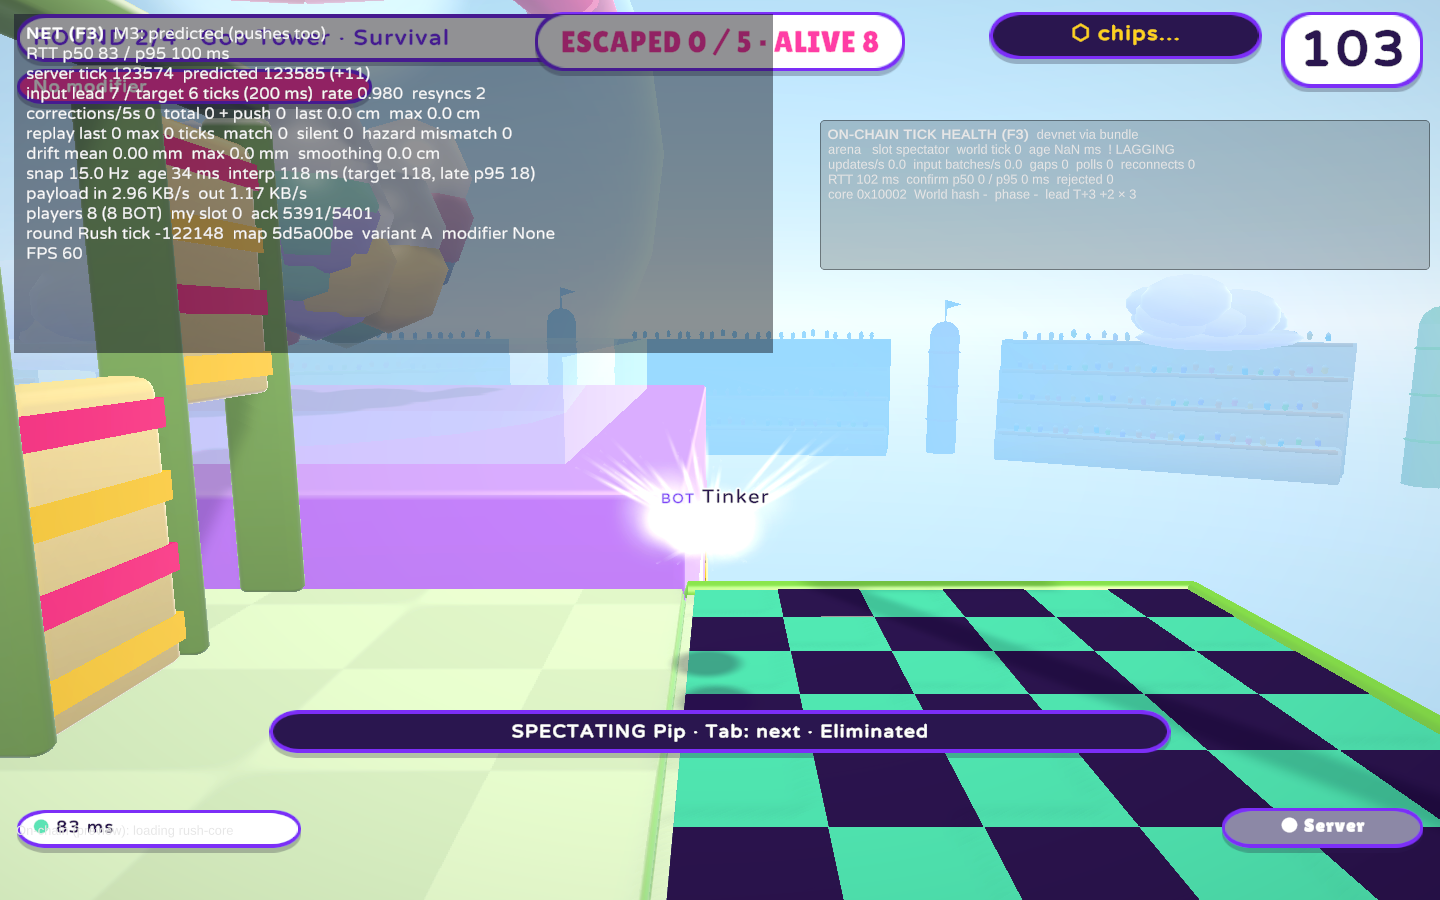 NET (F3)  M3: predicted (pushes too)
RTT p50 83 / p95 100 ms
server tick 123574  predicted 123585 (+11)
input lead 7 / target 6 ticks (200 ms)  rate 0.980  resyncs 2
corrections/5s 0  total 0 + push 0  last 0.0 cm  max 0.0 cm
replay last 0 max 0 ticks  match 0  silent 0  hazard mismatch 0
drift mean 0.00 mm  max 0.0 mm  smoothing 0.0 cm
snap 15.0 Hz  age 34 ms  interp 118 ms (target 118, late p95 18)
payload in 2.96 KB/s  out 1.17 KB/s
players 8 (8 BOT)  my slot 0  ack 5391/5401
round Rush tick -122148  map 5d5a00be  variant A  modifier None
FPS 60
Tower · Survival
No modifier
ESCAPED 0 / 5 · ALIVE 8
chips...
103
ON-CHAIN TICK HEALTH (F3)  devnet via bundle
arena  slot spectator  world tick 0  age NaN ms  ! LAGGING
updates/s 0.0  input batches/s 0.0  gaps 0  polls 0  reconnects 0
RTT 102 ms  confirm p50 0 / p95 0 ms  rejected 0
core 0x10002  World hash -  phase -  lead T+3 +2 × 3
BOT Tinker
SPECTATING Pip · Tab: next · Eliminated
83 ms
loading rush-core
Server